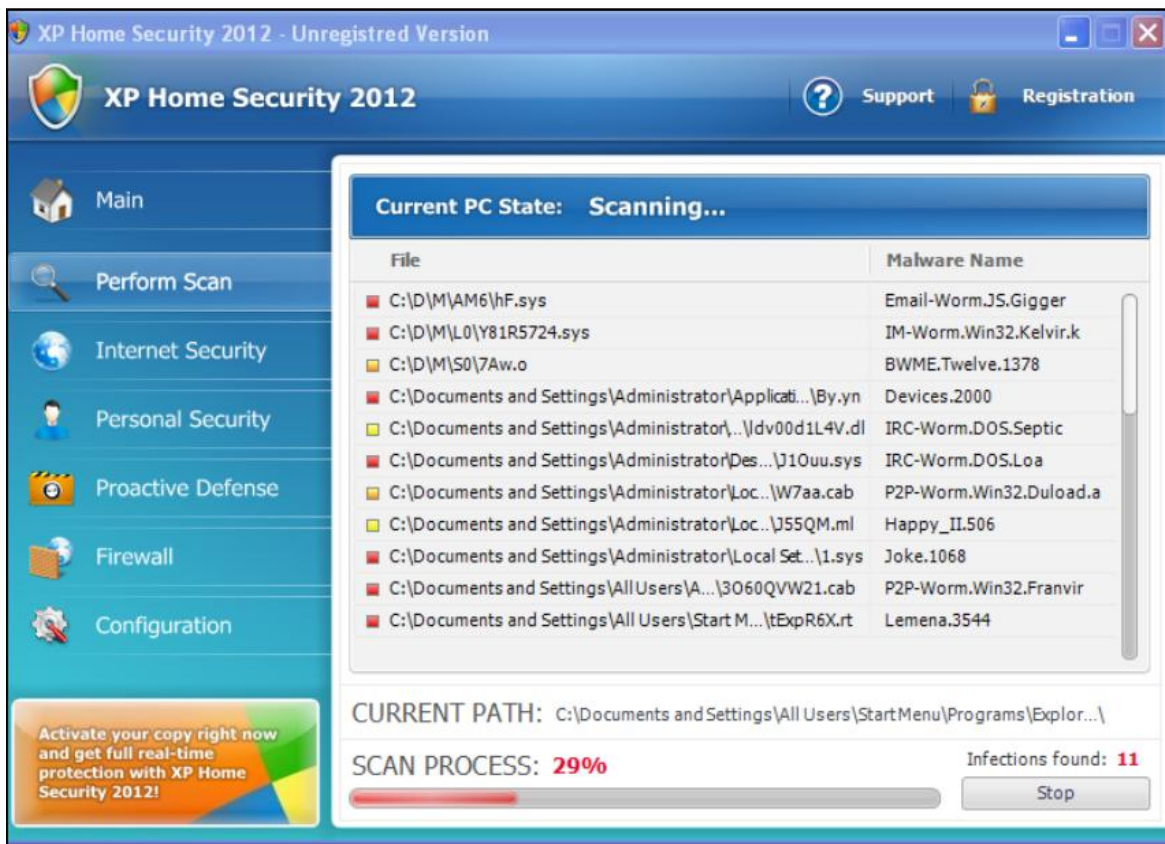 XP Home Security 2012 - Unregistred Version
XP Home Security 2012
Support
Registration
Main
Perform Scan
Internet Security
Personal Security
Proactive Defense
Firewall
Configuration
Activate your copy right now
and get full real-time
protection with XP Home
Security 2012!
Current PC State: Scanning...
File Malware Name
C:\D\M\AM6\hF.sys Email-Worm.JS.Gigger
C:\D\M\L0\Y81R5724.sys IM-Worm.Win32.Kelvir.k
C:\D\M\S0\7Aw.o BWME.Twelve.1378
C:\Documents and Settings\Administrator\Applicati...\By.yn Devices.2000
C:\Documents and Settings\Administrator\...\ldv00d1L4V.dl IRC-Worm.DOS.Septic
C:\Documents and Settings\Administrator\Des...\J1Ouu.sys IRC-Worm.DOS.Loa
C:\Documents and Settings\Administrator\Loc...\W7aa.cab P2P-Worm.Win32.Duload.a
C:\Documents and Settings\Administrator\Loc...\J55QM.ml Happy_II.506
C:\Documents and Settings\Administrator\Local Set...\1.sys Joke.1068
C:\Documents and Settings\All Users\A...\3O60QVW21.cab P2P-Worm.Win32.Franvir
C:\Documents and Settings\All Users\Start M...\tExpR6X.rt Lemena.3544
CURRENT PATH: C:\Documents and Settings\All Users\Start Menu\Programs\Explor...\
SCAN PROCESS: 29%
Infections found: 11
Stop